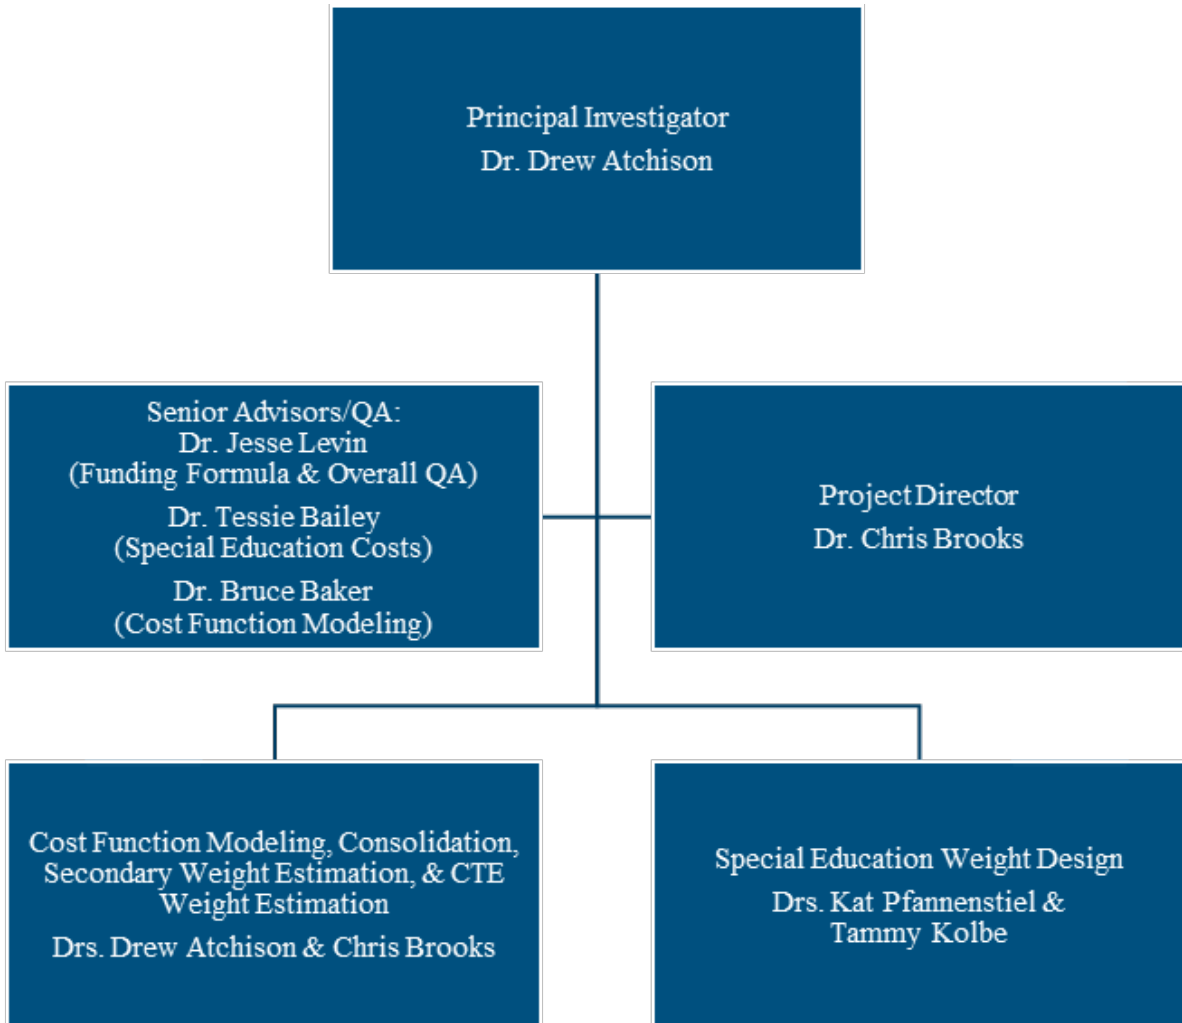 Principal Investigator
Dr. Drew Atchison
Senior Advisors/QA:
Dr. Jesse Levin
(Funding Formula & Overall QA)
Dr. Tessie Bailey
(Special Education Costs)
Dr. Bruce Baker
(Cost Function Modeling)
Project Director
Dr. Chris Brooks
Cost Function Modeling, Consolidation,
Secondary Weight Estimation, & CTE
Weight Estimation
Drs. Drew Atchison & Chris Brooks
Special Education Weight Design
Drs. Kat Pfannenstiel &
Tammy Kolbe